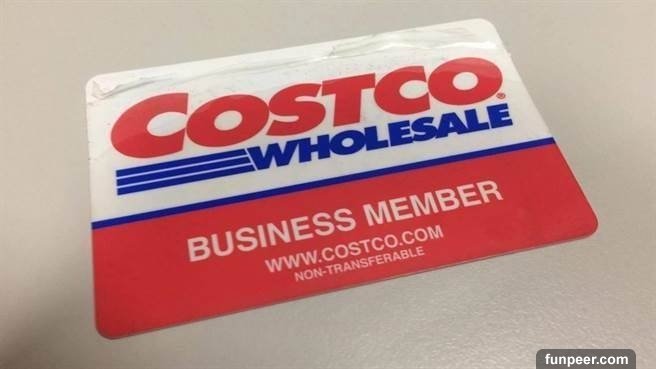 COSTCO®
WHOLESALE
BUSINESS MEMBER
WWW.COSTCO.COM
NON-TRANSFERABLE
funpeer.com